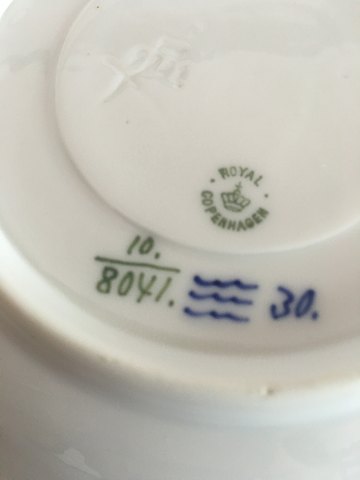 ROYAL
COPENHAGEN
10.
8041.
30.